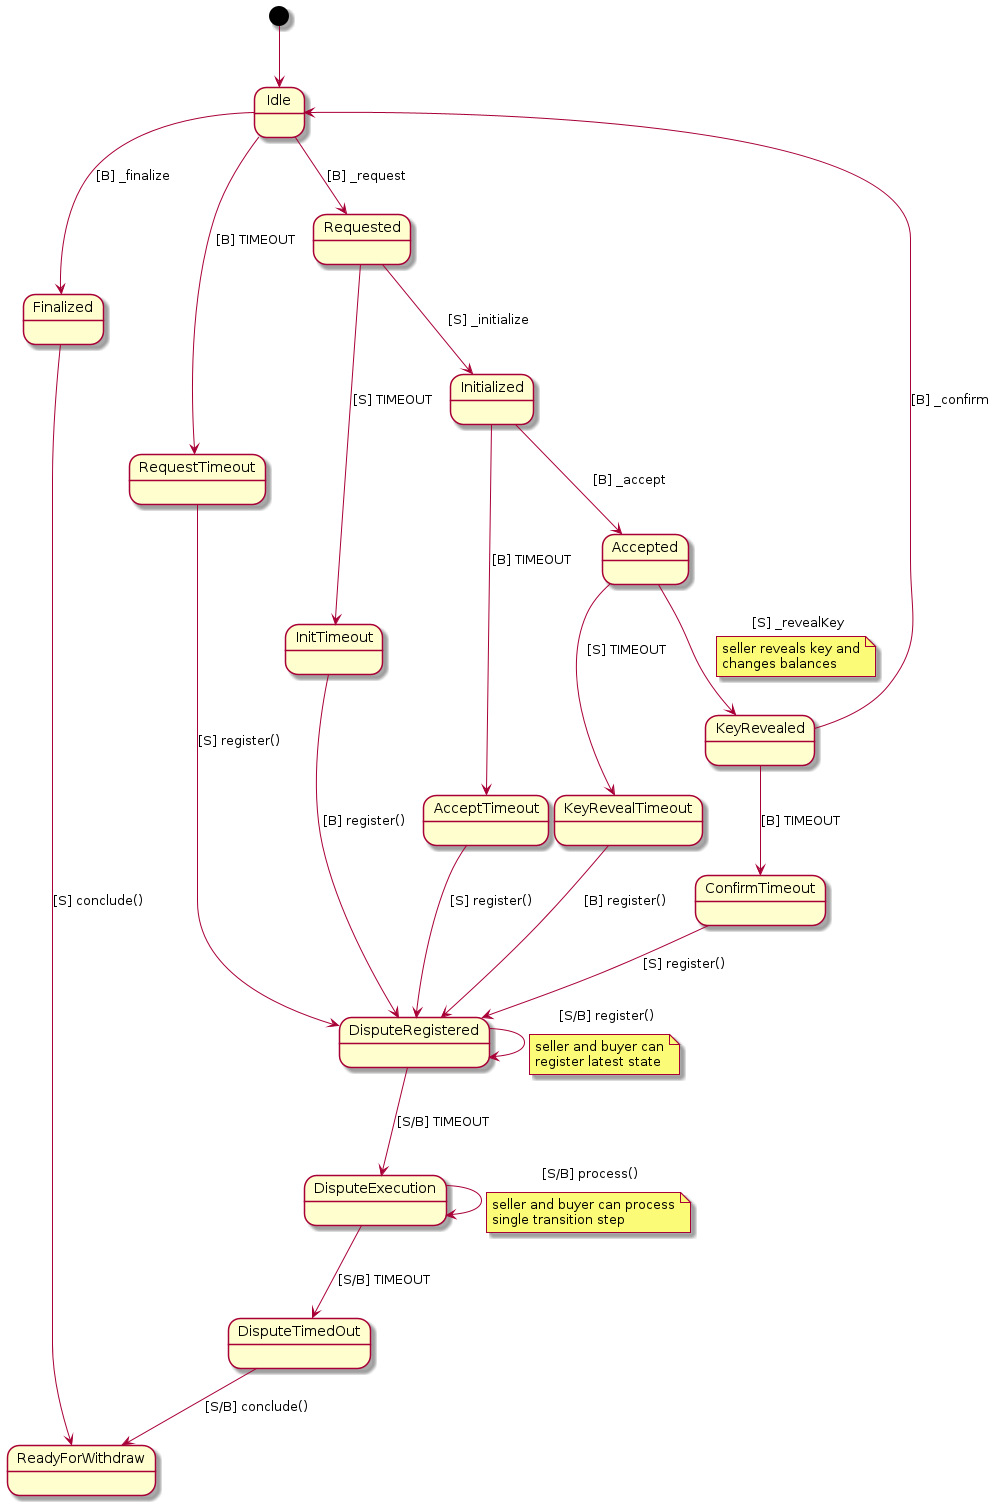 Idle
[B] _finalize
[B] _request
Requested
[B] TIMEOUT
Finalized
[S] _initialize
Initialized
[S] TIMEOUT
[B] _confirm
RequestTimeout
[B] _accept
Accepted
[B] TIMEOUT
[S] _revealKey
seller reveals key and
changes balances
InitTimeout
[S] TIMEOUT
KeyRevealed
[S] register()
AcceptTimeout
KeyRevealTimeout
[B] register()
[B] TIMEOUT
ConfirmTimeout
[S] conclude()
[S] register()
[B] register()
[S] register()
[S/B] register()
DisputeRegistered
seller and buyer can
register latest state
[S/B] TIMEOUT
[S/B] process()
DisputeExecution
seller and buyer can process
single transition step
[S/B] TIMEOUT
DisputeTimedOut
[S/B] conclude()
ReadyForWithdraw